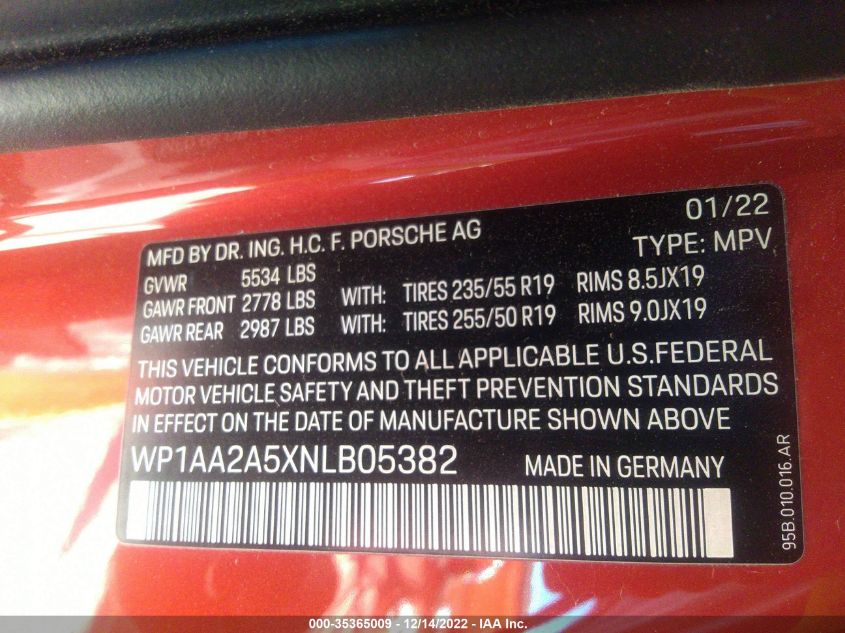 01/22
MFD BY DR. ING. H.C. F. PORSCHE AG TYPE: MPV
GVWR 5534 LBS
GAWR FRONT 2778 LBS WITH: TIRES 235/55 R19 RIMS 8.5JX19
GAWR REAR 2987 LBS WITH: TIRES 255/50 R19 RIMS 9.0JX19
THIS VEHICLE CONFORMS TO ALL APPLICABLE U.S.FEDERAL
MOTOR VEHICLE SAFETY AND THEFT PREVENTION STANDARDS
IN EFFECT ON THE DATE OF MANUFACTURE SHOWN ABOVE
WP1AA2A5XNLB05382 MADE IN GERMANY
95B.010.016.AR
000-35365009 - 12/14/2022 - IAA Inc.